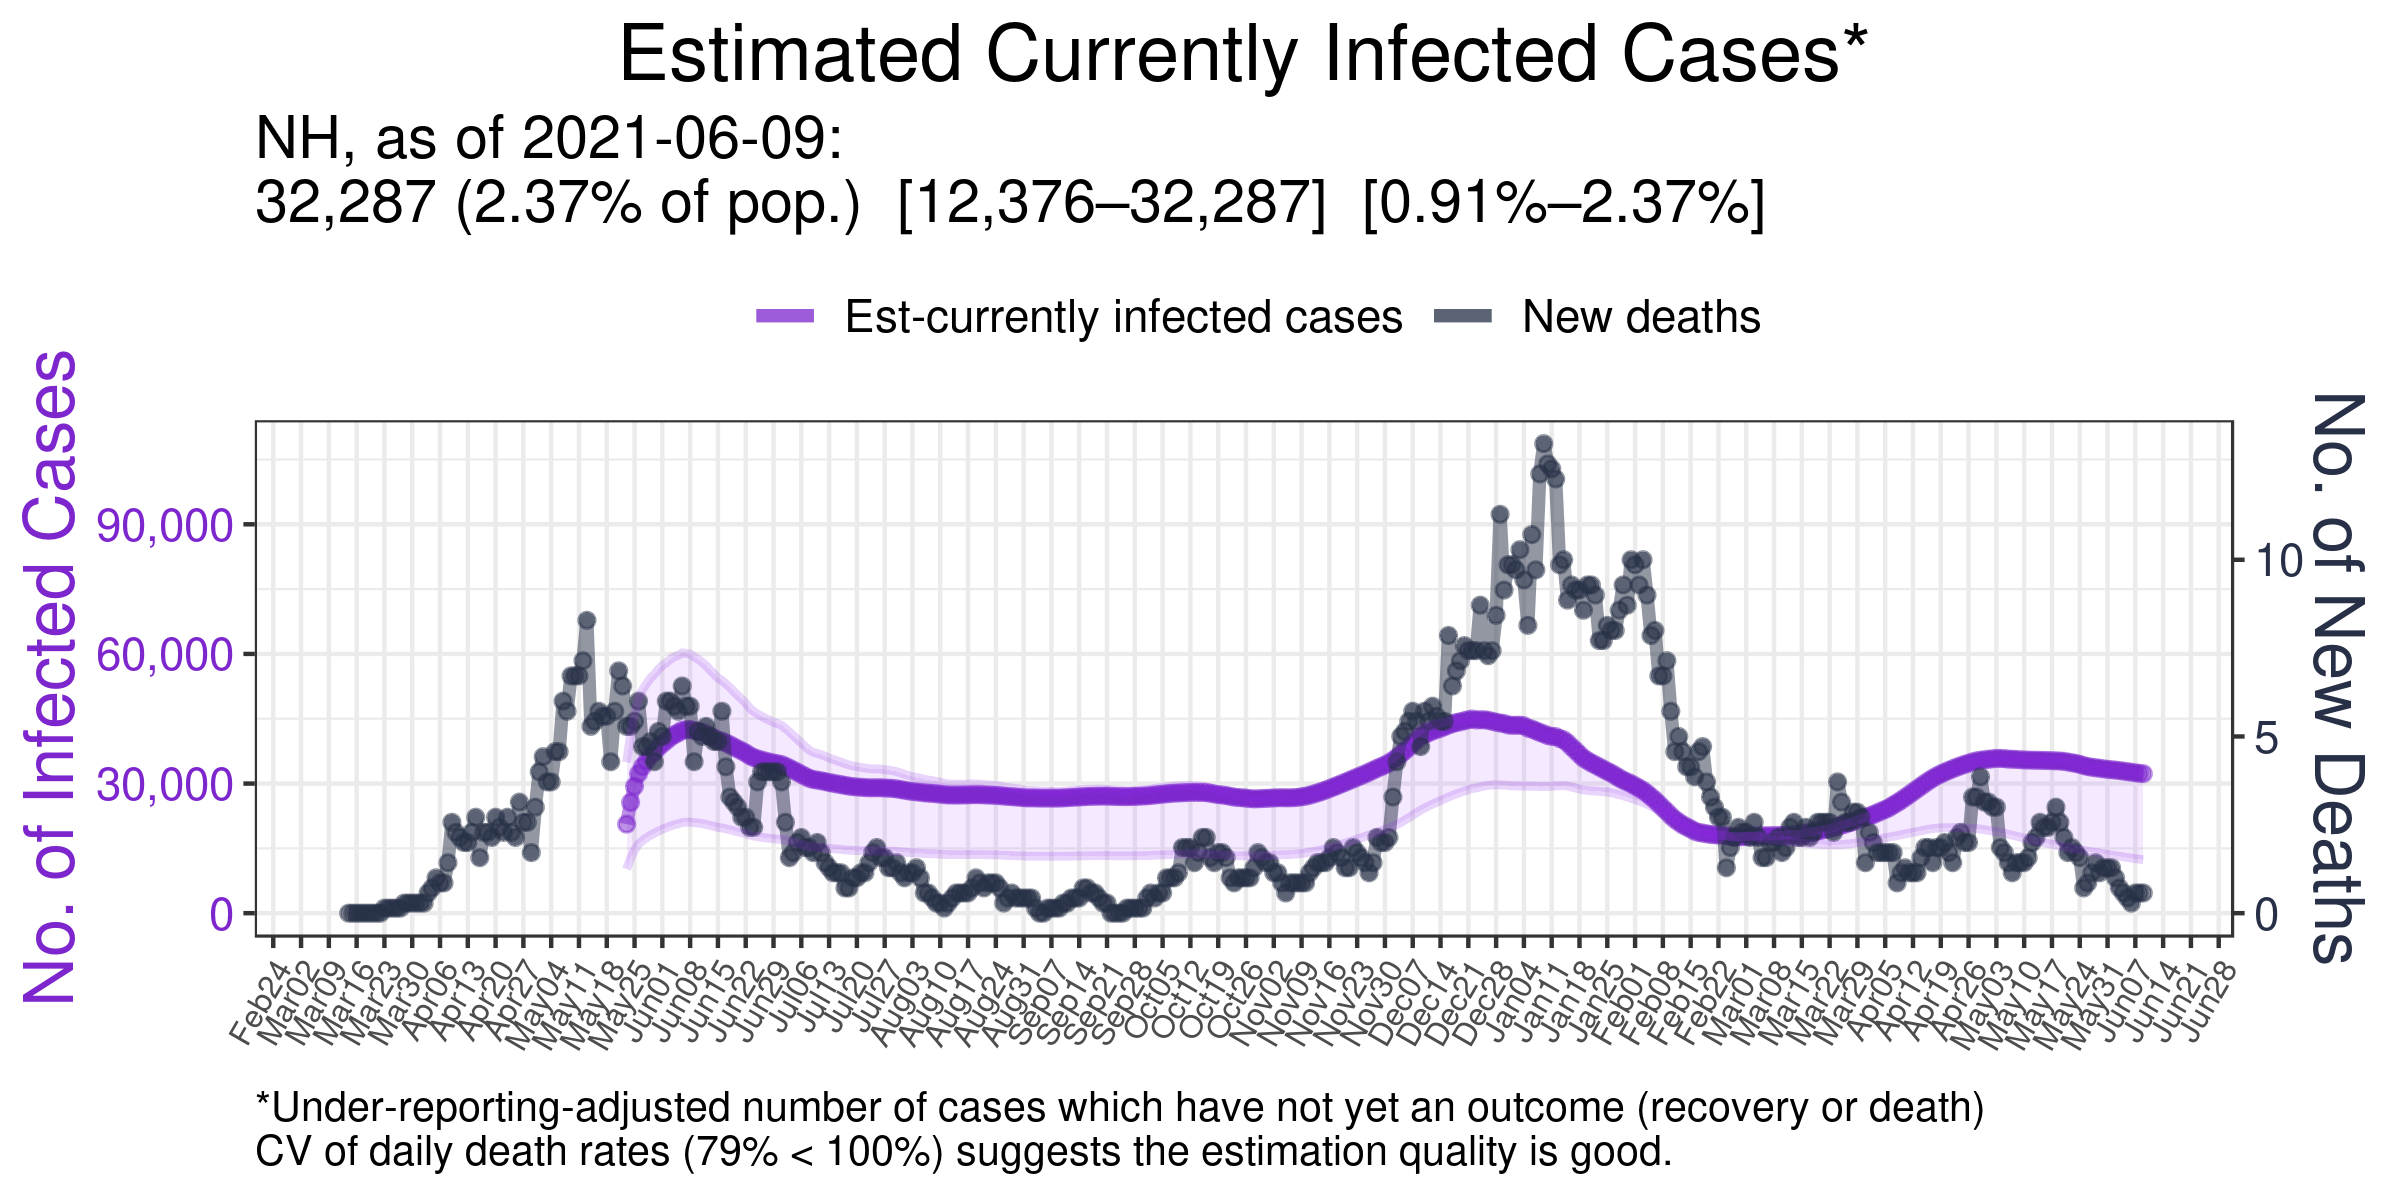 Estimated Currently Infected Cases*
NH, as of 2021-06-09:
32,287 (2.37% of pop.) [12,376–32,287] [0.91%–2.37%]
Est-currently infected cases New deaths
No. of Infected Cases
90,000
60,000
30,000
0
10
5
0
No. of New Deaths
Feb24 Mar02 Mar09 Mar16 Mar23 Mar30 Apr06 Apr13 Apr20 Apr27 May04 May11 May18 May25 Jun01 Jun08 Jun15 Jun22 Jun29 Jul06 Jul13 Jul20 Jul27 Aug03 Aug10 Aug17 Aug24 Aug31 Sep07 Sep14 Sep21 Sep28 Oct05 Oct12 Oct19 Oct26 Nov02 Nov09 Nov16 Nov23 Nov30 Dec07 Dec14 Dec21 Dec28 Jan04 Jan11 Jan18 Jan25 Feb01 Feb08 Feb15 Feb22 Mar01 Mar08 Mar15 Mar22 Mar29 Apr05 Apr12 Apr19 Apr26 May03 May10 May17 May24 May31 Jun07 Jun14 Jun21 Jun28
*Under-reporting-adjusted number of cases which have not yet an outcome (recovery or death)
CV of daily death rates (79% < 100%) suggests the estimation quality is good.